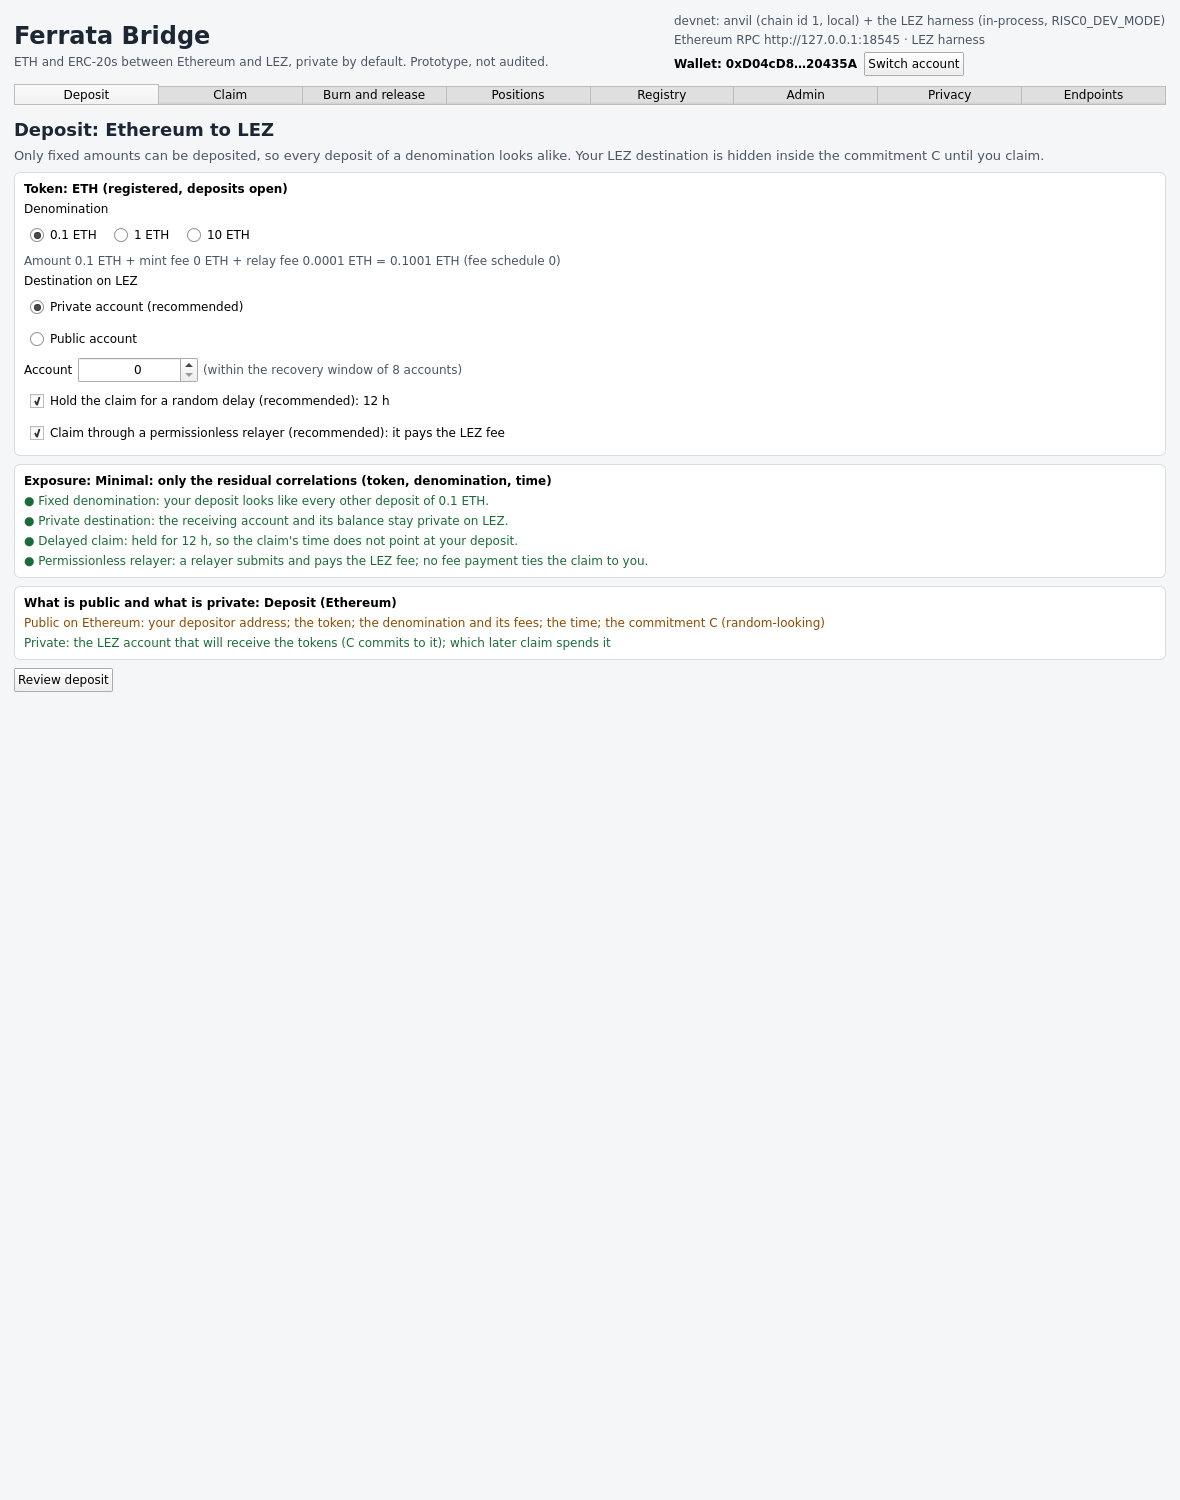 Ferrata Bridge
ETH and ERC-20s between Ethereum and LEZ, private by default. Prototype, not audited.
devnet: anvil (chain id 1, local) + the LEZ harness (in-process, RISC0_DEV_MODE)
Ethereum RPC http://127.0.0.1:18545 · LEZ harness
Wallet: 0xD04cD8…20435A Switch account
Deposit Claim Burn and release Positions Registry Admin Privacy Endpoints
Deposit: Ethereum to LEZ
Only fixed amounts can be deposited, so every deposit of a denomination looks alike. Your LEZ destination is hidden inside the commitment C until you claim.
Token: ETH (registered, deposits open)
Denomination
0.1 ETH 1 ETH 10 ETH
Amount 0.1 ETH + mint fee 0 ETH + relay fee 0.0001 ETH = 0.1001 ETH (fee schedule 0)
Destination on LEZ
Private account (recommended)
Public account
Account 0 (within the recovery window of 8 accounts)
Hold the claim for a random delay (recommended): 12 h
Claim through a permissionless relayer (recommended): it pays the LEZ fee
Exposure: Minimal: only the residual correlations (token, denomination, time)
● Fixed denomination: your deposit looks like every other deposit of 0.1 ETH.
● Private destination: the receiving account and its balance stay private on LEZ.
● Delayed claim: held for 12 h, so the claim's time does not point at your deposit.
● Permissionless relayer: a relayer submits and pays the LEZ fee; no fee payment ties the claim to you.
What is public and what is private: Deposit (Ethereum)
Public on Ethereum: your depositor address; the token; the denomination and its fees; the time; the commitment C (random-looking)
Private: the LEZ account that will receive the tokens (C commits to it); which later claim spends it
Review deposit